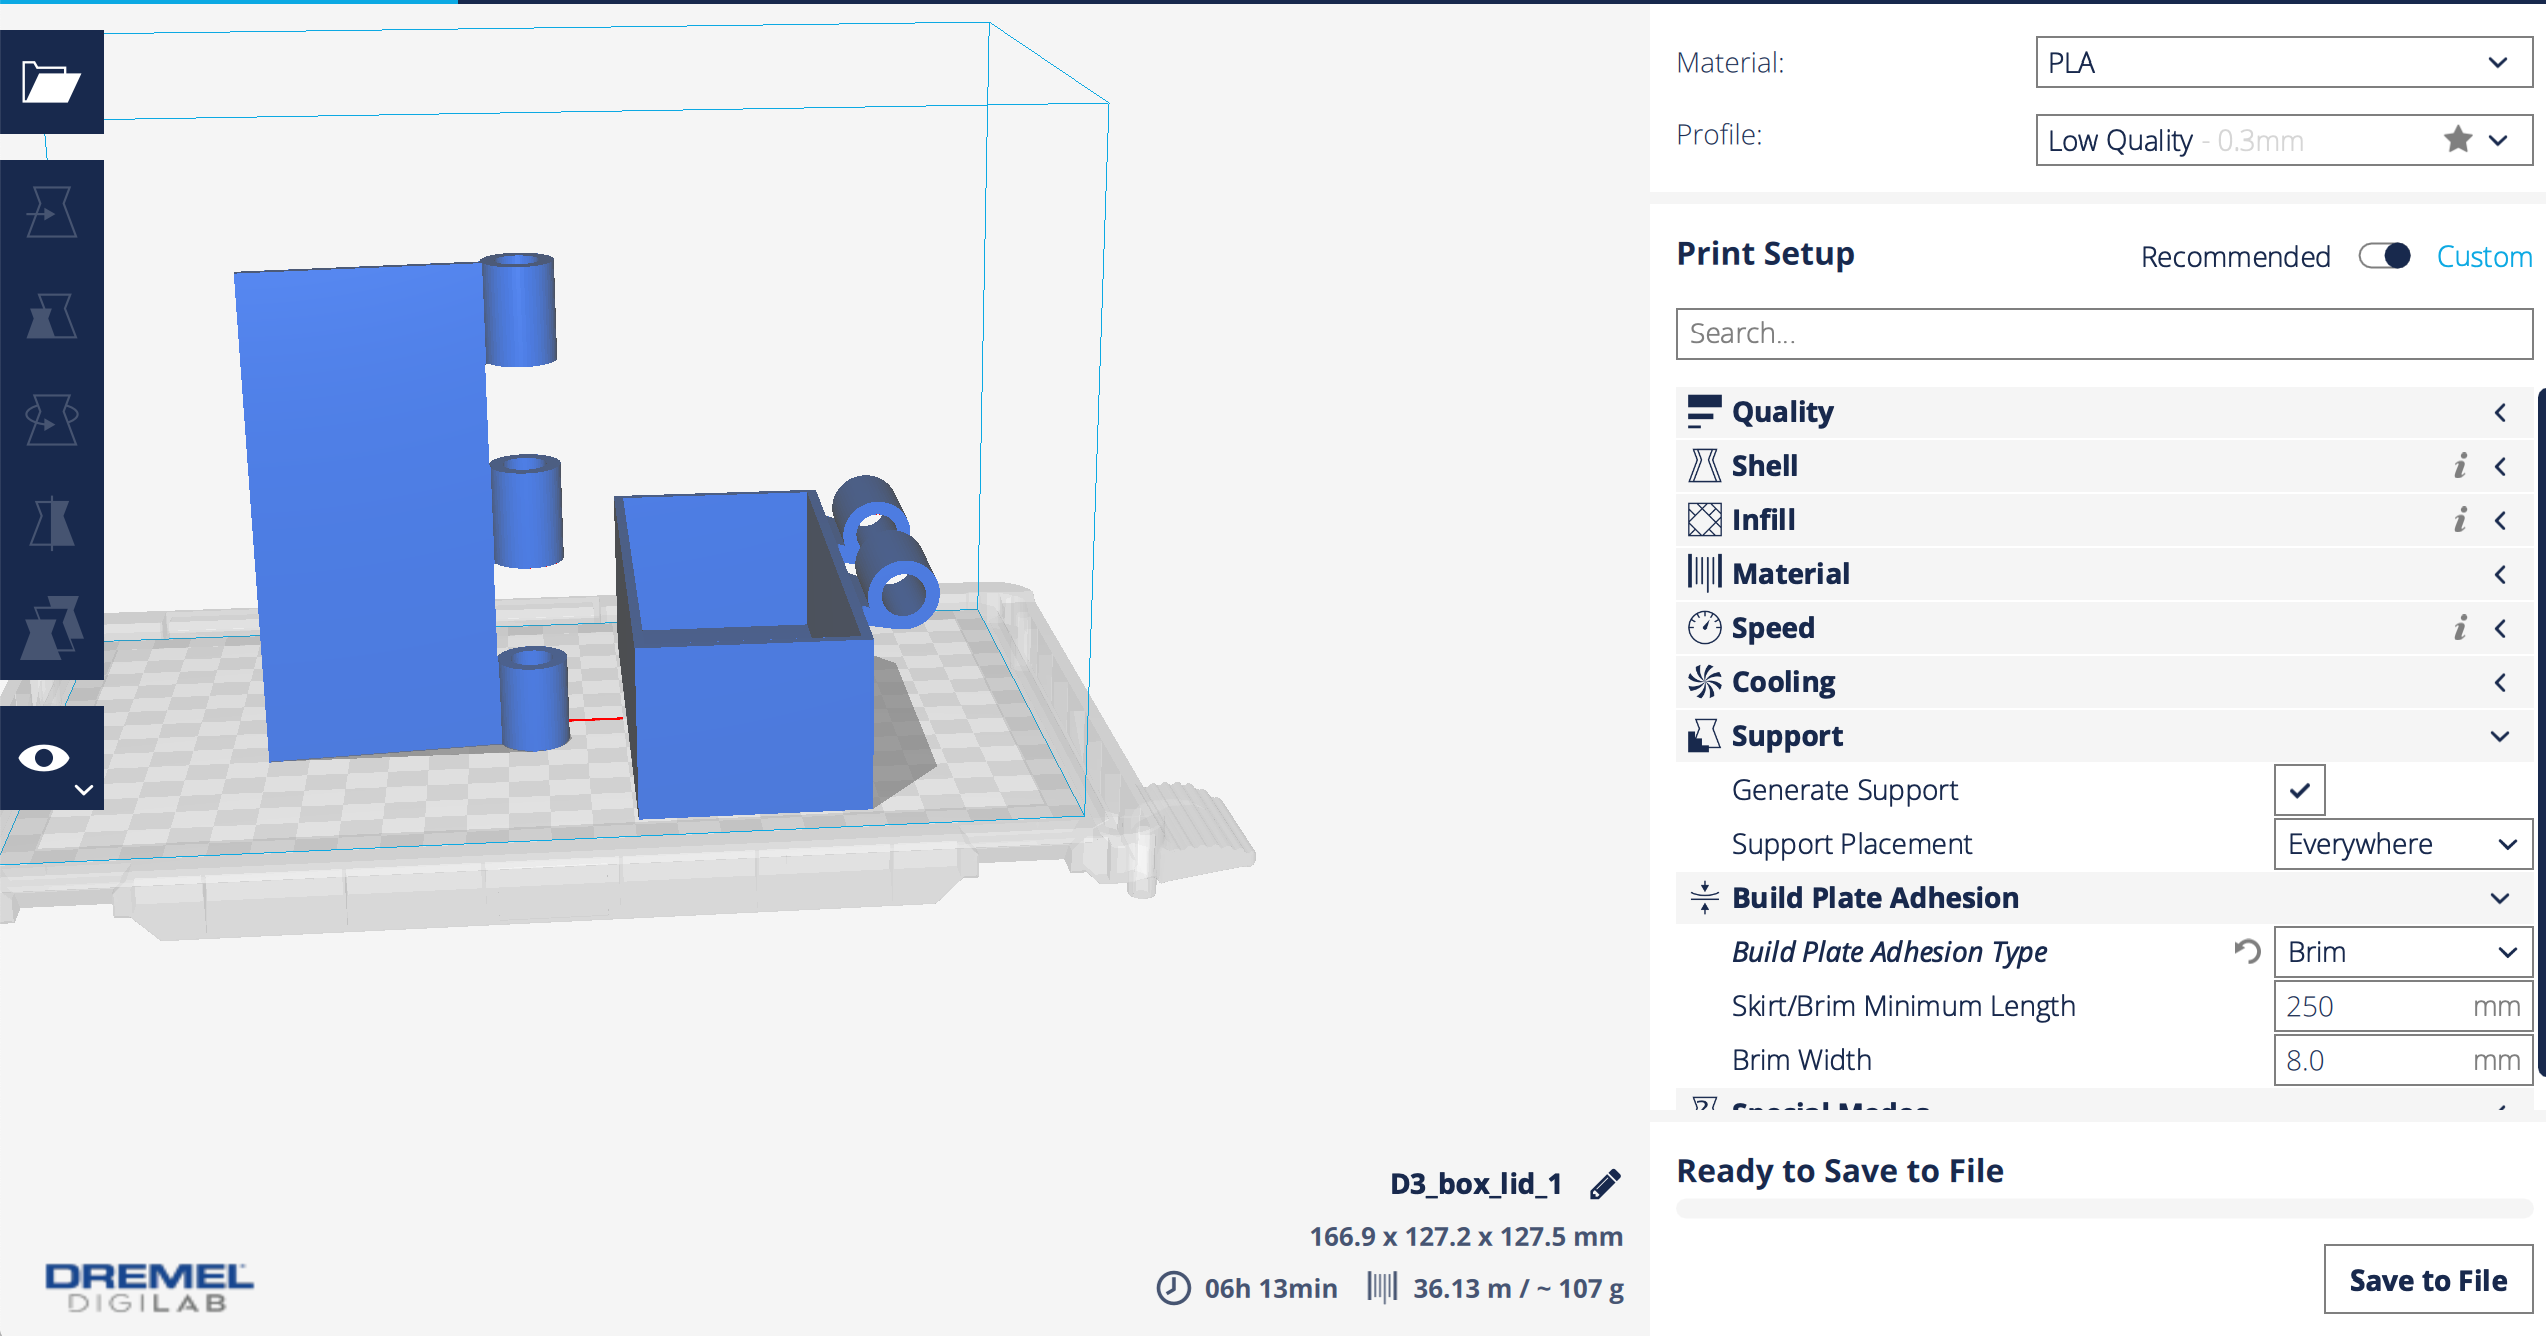 Material:
PLA
Profile:
Low Quality - 0.3mm
Print Setup
Recommended
Custom
Search...
Quality
Shell
i
Infill
i
Material
Speed
i
Cooling
Support
Generate Support
Support Placement
Everywhere
Build Plate Adhesion
Build Plate Adhesion Type
Brim
Skirt/Brim Minimum Length
250 mm
Brim Width
8.0 mm
Special Modes
D3_box_lid_1
166.9 x 127.2 x 127.5 mm
06h 13min
36.13 m / ~ 107 g
Ready to Save to File
Save to File
DREMEL
DIGILAB